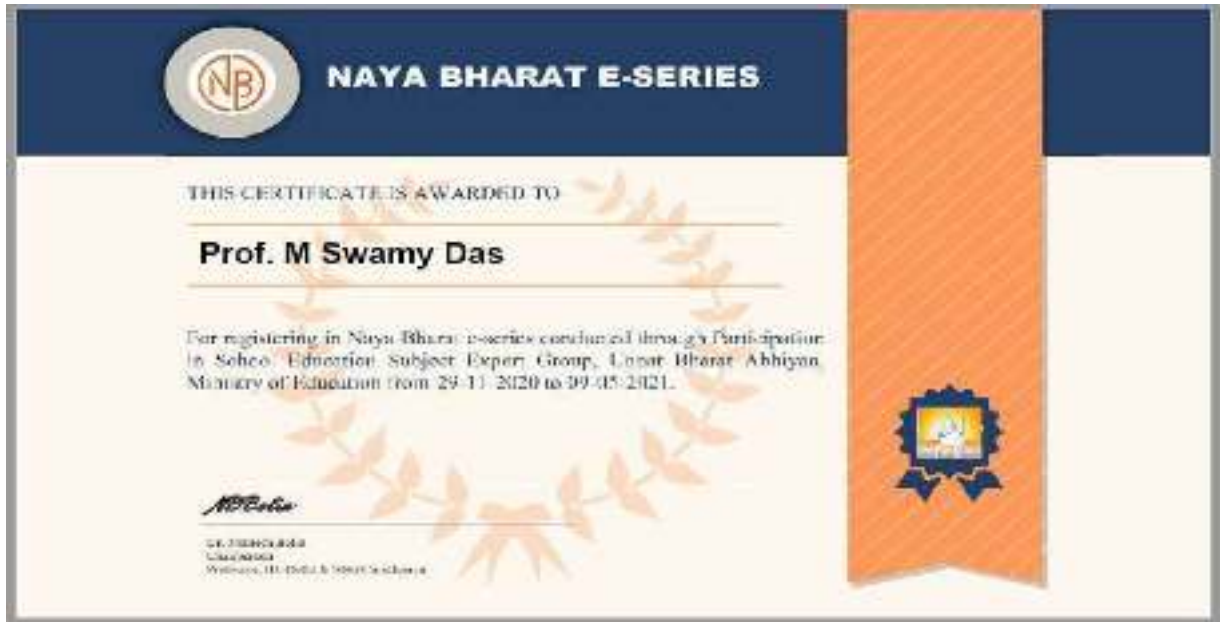 NB
NAYA BHARAT E-SERIES
THIS CERTIFICATE IS AWARDED TO
Prof. M Swamy Das
For registering in Naya Bharat e-series conducted through Participation
in School Education Subject Expert Group, Unnat Bharat Abhiyan,
Ministry of Education from 29-11-2020 to 09-05-2021.
Chairperson